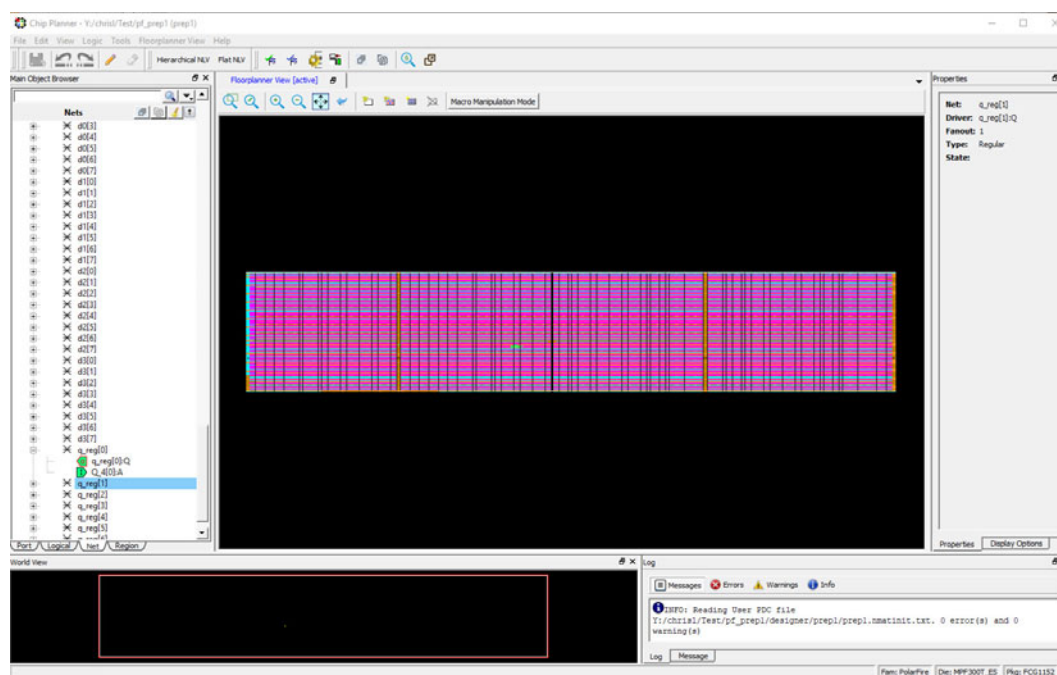 Chip Planner - Y:/chrisl/Test/pf_prep1 (prep1)
File Edit View Logic Tools Floorplanner View Help
Hierarchical NLV Flat NLV
Main Object Browser
Nets
d0[3]
d0[4]
d0[5]
d0[6]
d0[7]
d1[0]
d1[1]
d1[2]
d1[3]
d1[4]
d1[5]
d1[6]
d1[7]
d2[0]
d2[1]
d2[2]
d2[3]
d2[4]
d2[5]
d2[6]
d2[7]
d3[0]
d3[1]
d3[2]
d3[3]
d3[4]
d3[5]
d3[6]
d3[7]
q_reg[0]
q_reg[0]:Q
Q_4[0]:A
q_reg[1]
q_reg[2]
q_reg[3]
q_reg[4]
q_reg[5]
q_reg[6]
Port Logical Net Region
Floorplanner View [active]
Macro Manipulation Mode
Properties
Net: q_reg[1]
Driver: q_reg[1]:Q
Fanout: 1
Type: Regular
State:
Properties Display Options
World View
Log
Messages Errors Warnings Info
INFO: Reading User PDC file
Y:/chrisl/Test/pf_prep1/designer/prep1/prep1.nmatinit.txt. 0 error(s) and 0
warning(s)
Log Message
Fam: PolarFire Die: MPF300T_ES Pkg: FCG1152